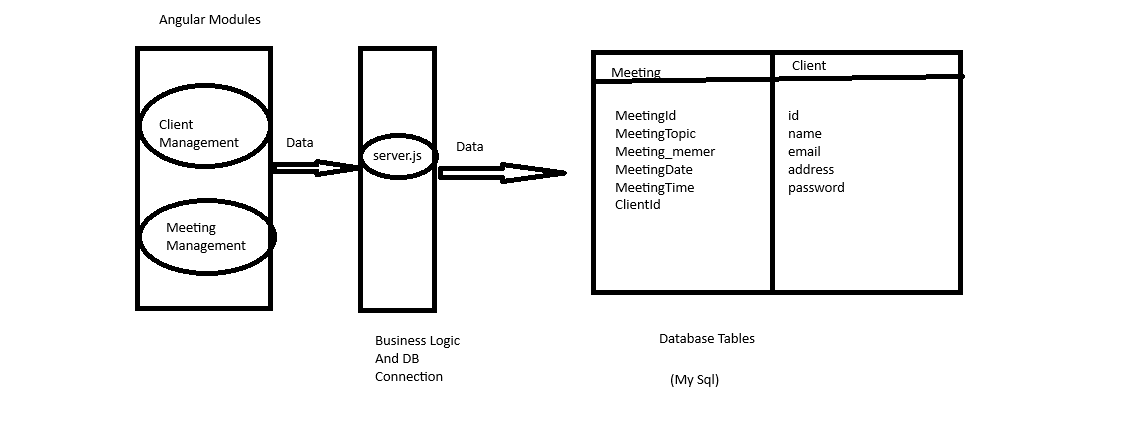 Angular Modules
Client
Management
Meeting
Management
Data
server.js
Data
Business Logic
And DB
Connection
Meeting
MeetingId
MeetingTopic
Meeting_memer
MeetingDate
MeetingTime
ClientId
Client
id
name
email
address
password
Database Tables
(My Sql)